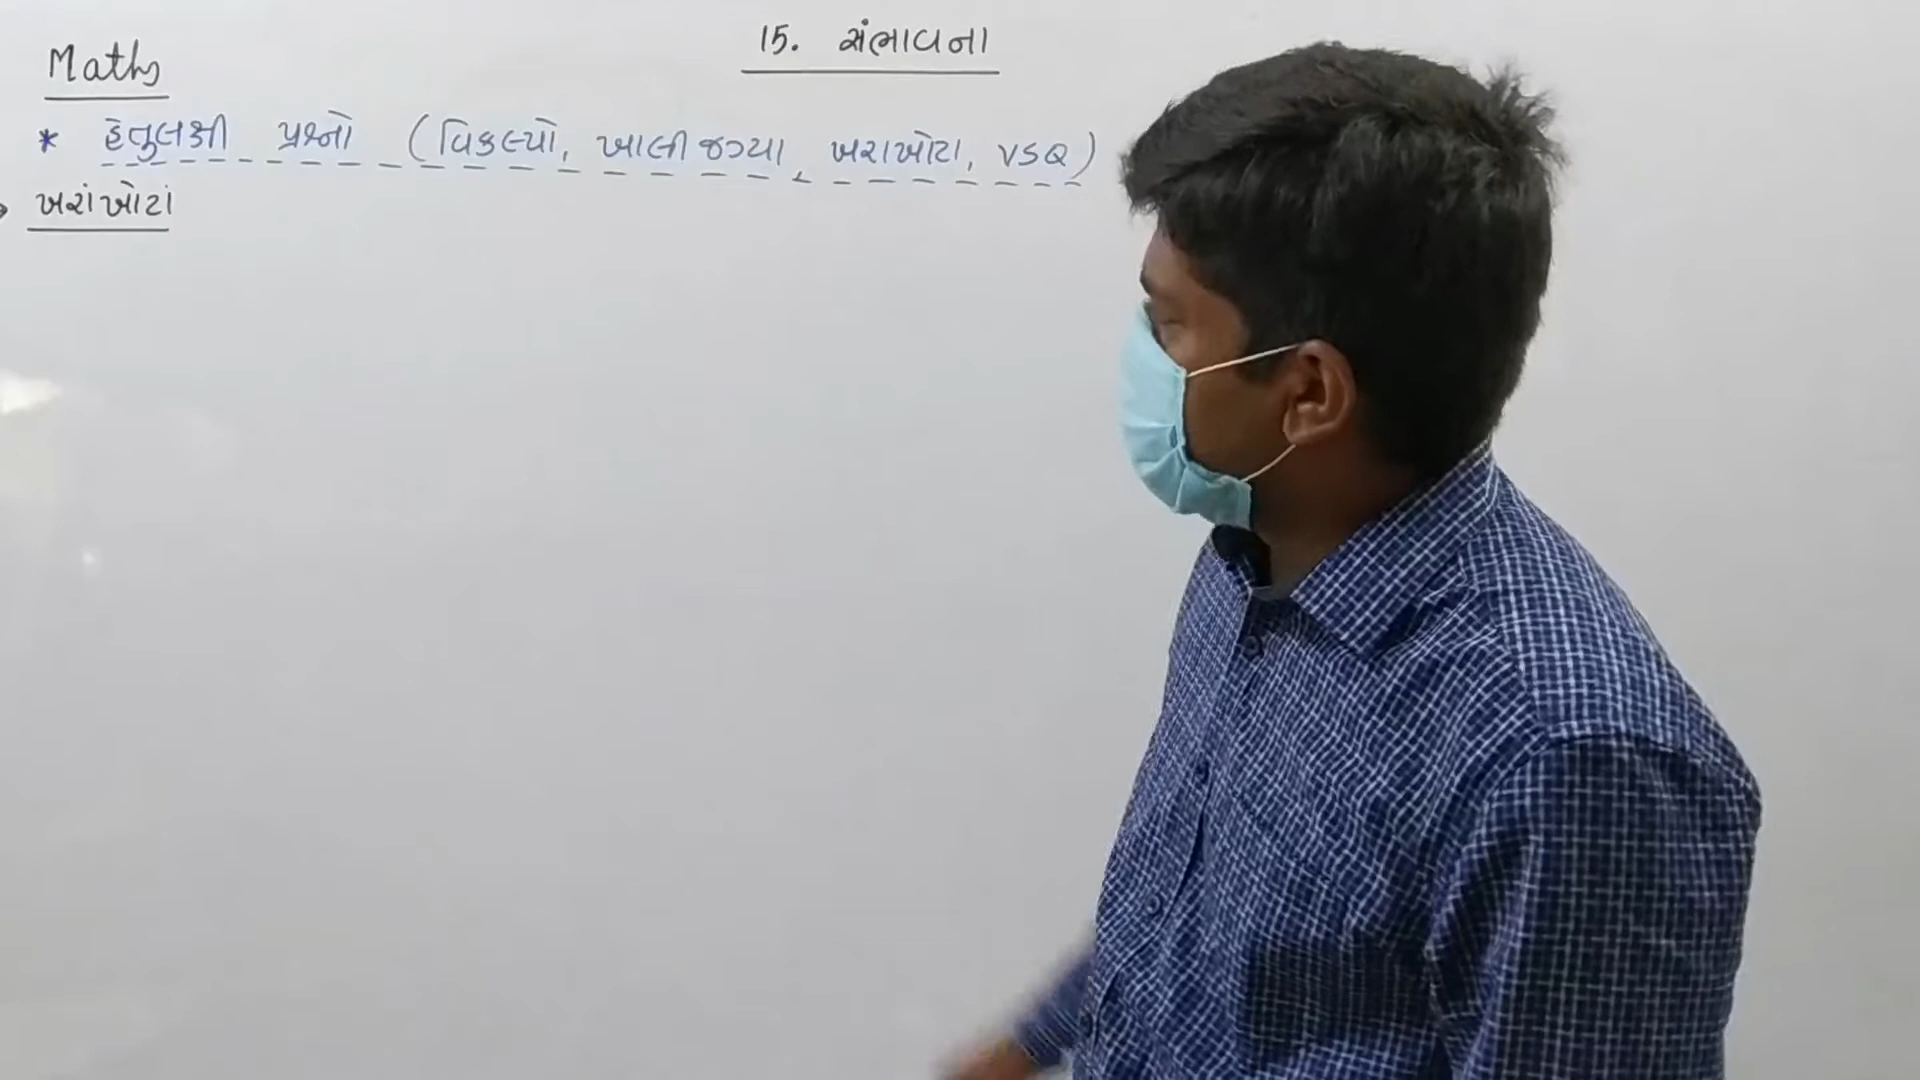 15. સંભાવના
Maths
* હેતુલક્ષી પ્રશ્નો (વિકલ્પો, ખાલી જગ્યા, ખરાખોટા, VSQ)
ખરાંખોટાં